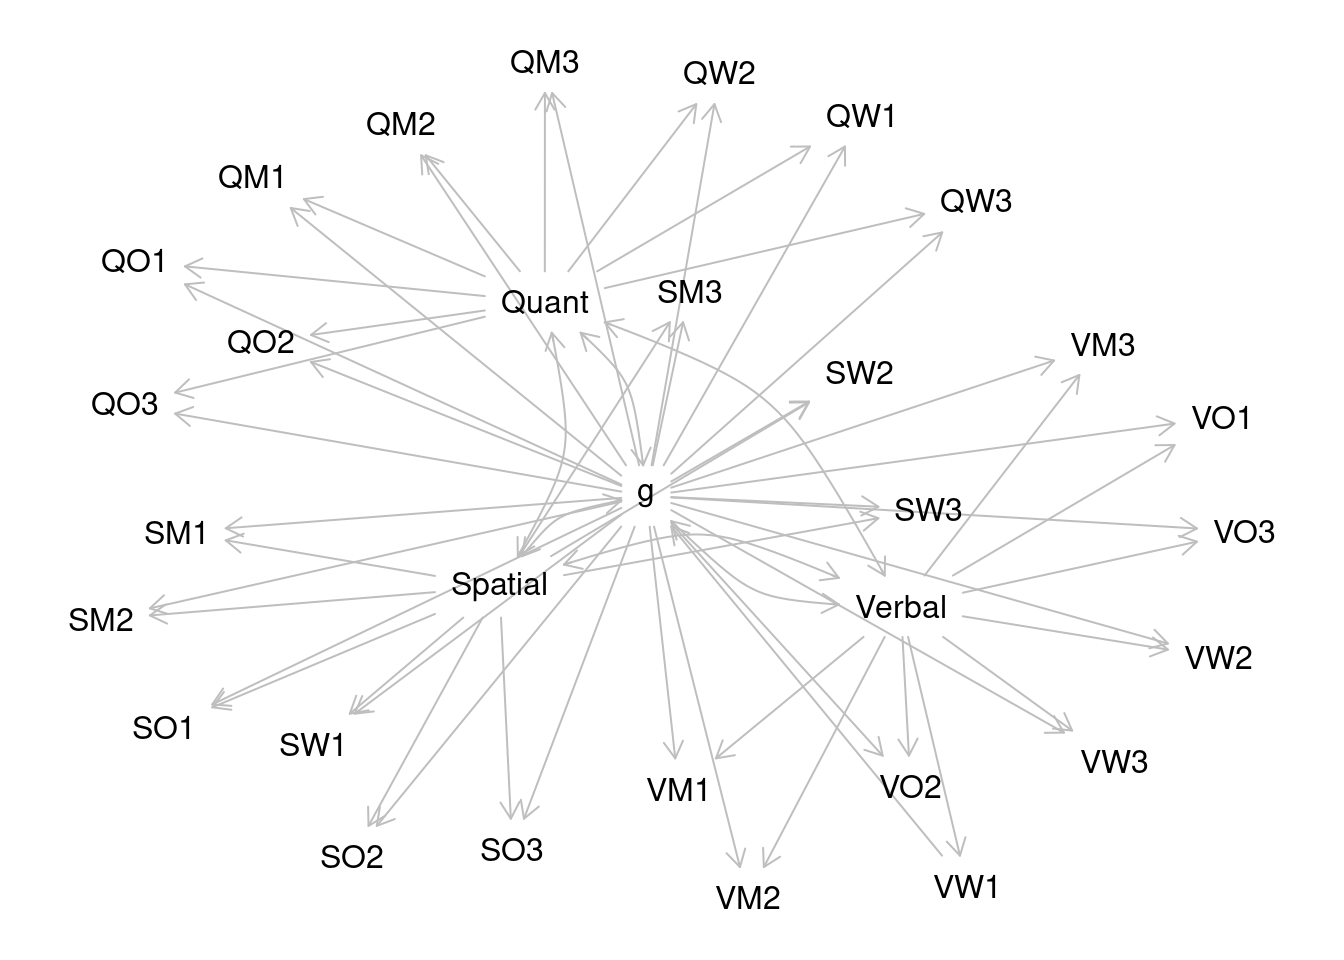 QM3
QW2
QW1
QM2
QM1
QW3
QO1
SM3
Quant
QO2
VM3
SW2
QO3
VO1
g
SW3
SM1
VO3
Spatial
Verbal
SM2
VW2
SO1
SW1
VW3
VM1
VO2
SO3
SO2
VW1
VM2